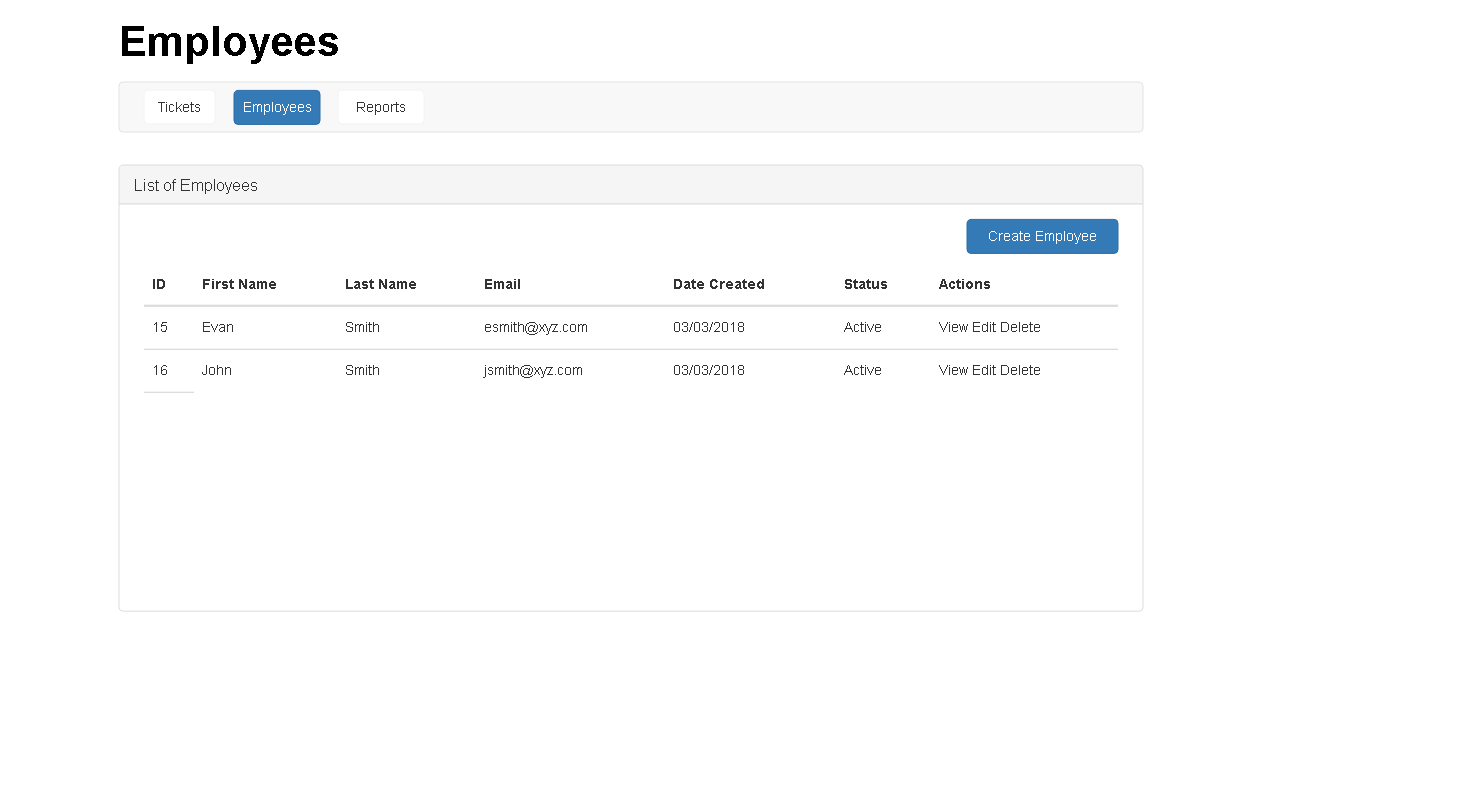 Employees
Tickets Employees Reports
List of Employees
Create Employee
ID First Name Last Name Email Date Created Status Actions
15 Evan Smith esmith@xyz.com 03/03/2018 Active View Edit Delete
16 John Smith jsmith@xyz.com 03/03/2018 Active View Edit Delete